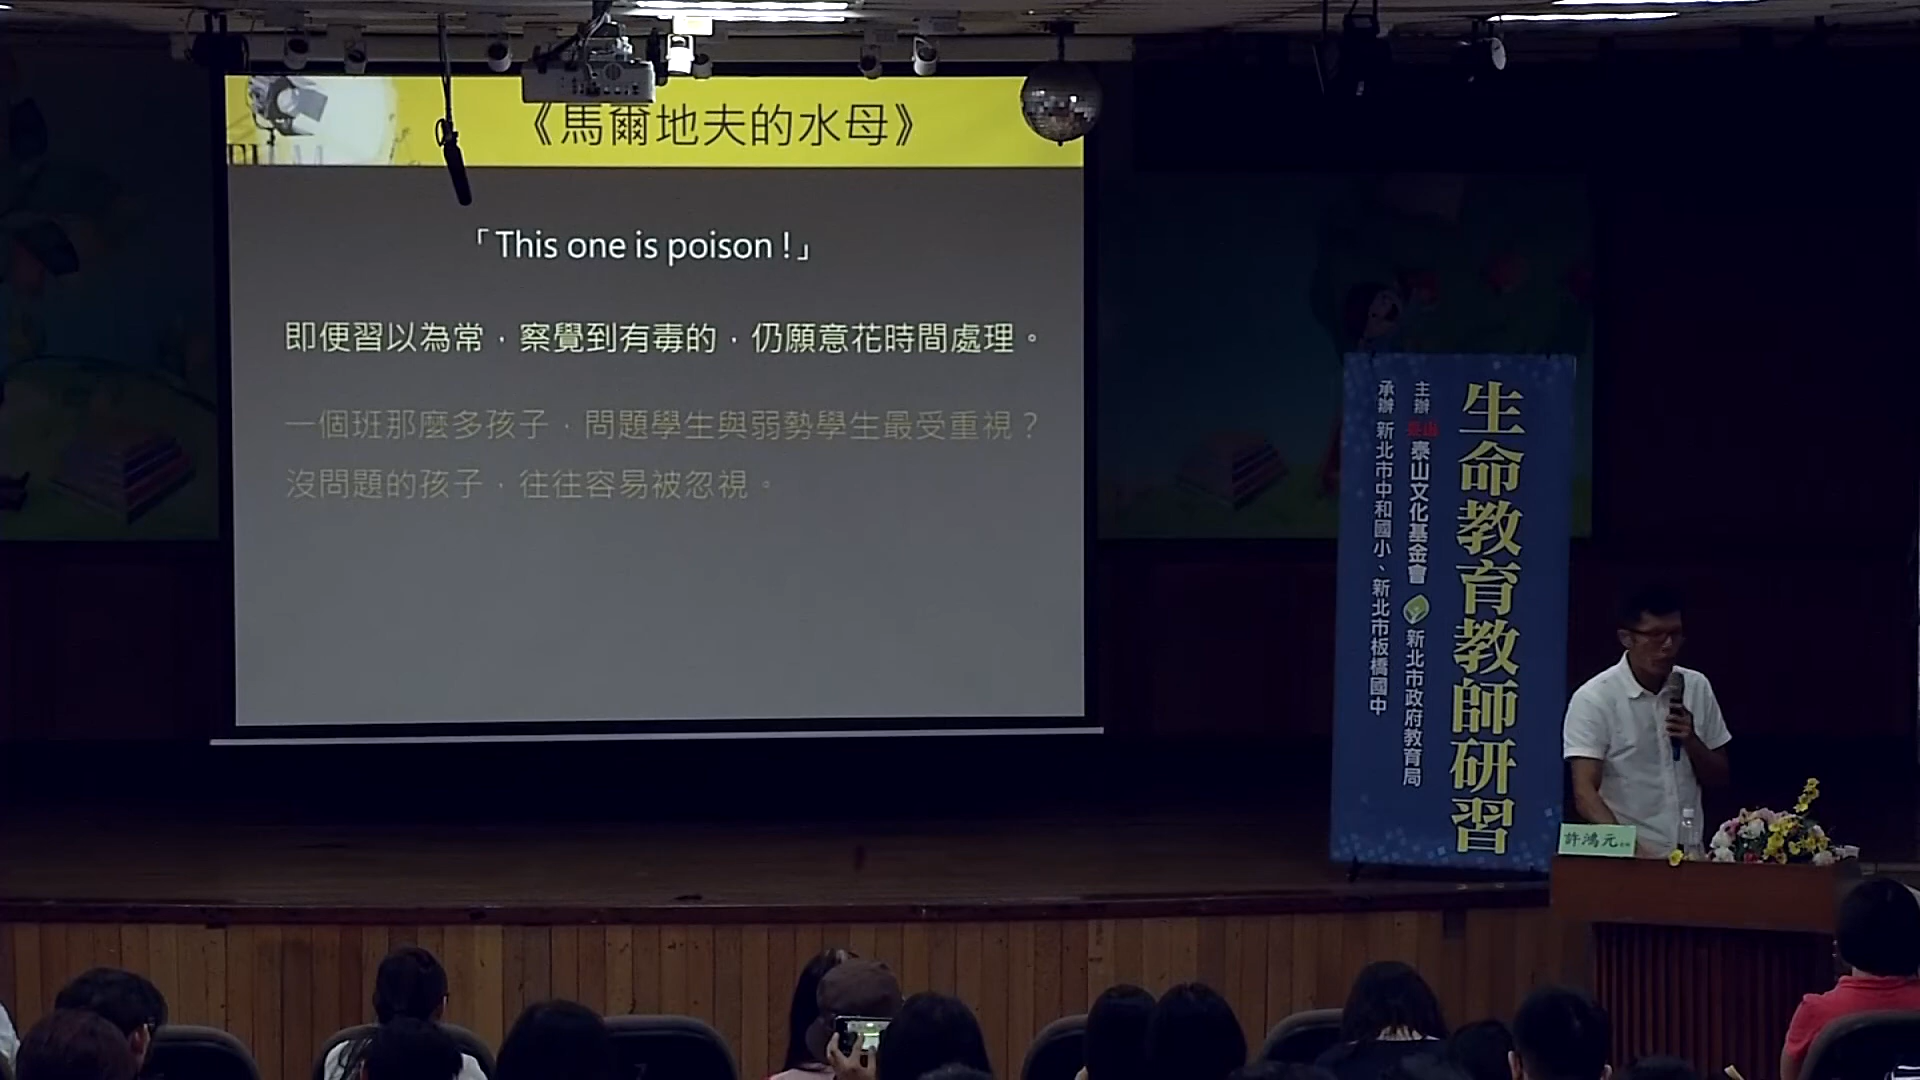 《馬爾地夫的水母》
「This one is poison !」
即便習以為常，察覺到有毒的，仍願意花時間處理。
一個班那麼多孩子，問題學生與弱勢學生最受重視？
沒問題的孩子，往往容易被忽視。
生命教育教師研習
主辦 泰山 泰山文化基金會 新北市政府教育局
承辦 新北市中和國小、新北市板橋國中
許鴻元